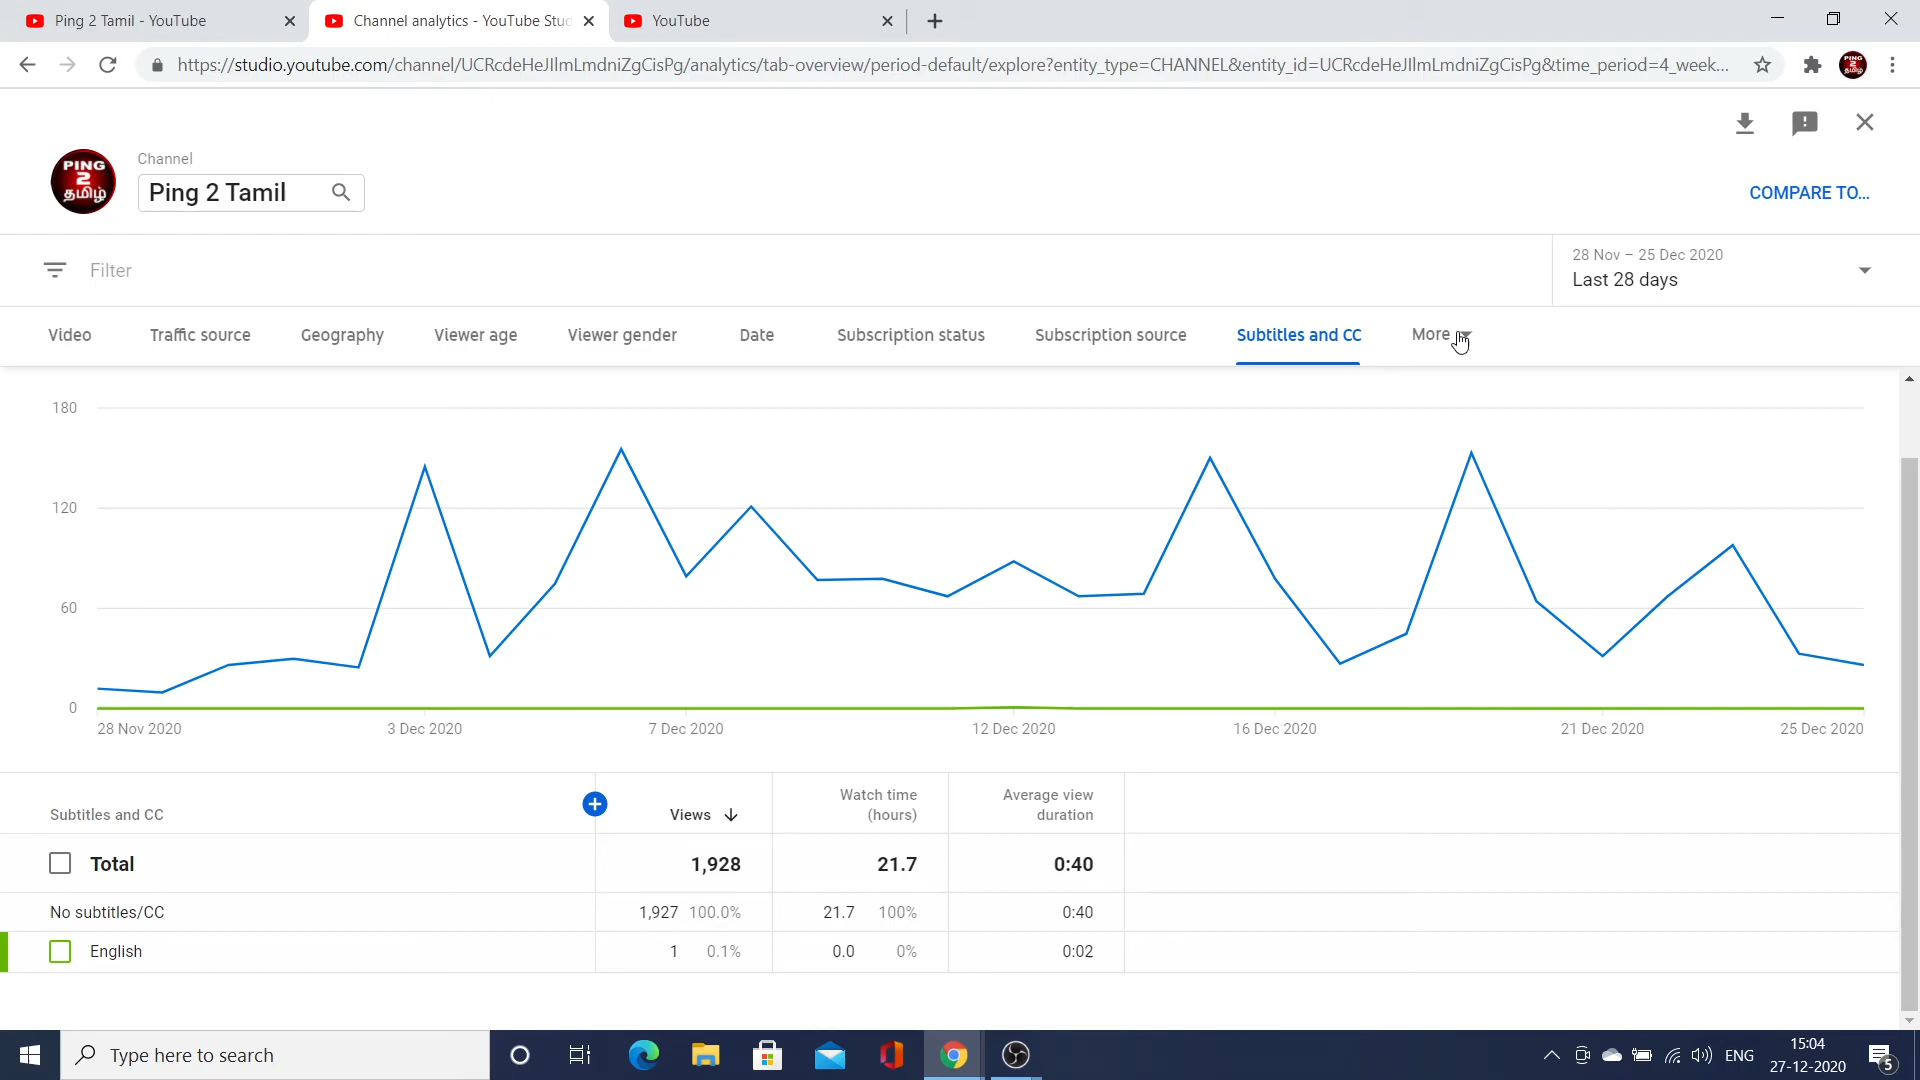 Ping 2 Tamil - YouTube
Channel analytics - YouTube Stud
YouTube
https://studio.youtube.com/channel/UCRcdeHeJIlmLmdniZgCisPg/analytics/tab-overview/period-default/explore?entity_type=CHANNEL&entity_id=UCRcdeHeJIlmLmdniZgCisPg&time_period=4_week...
PING
2
தமிழ்
Channel
Ping 2 Tamil
COMPARE TO...
Filter
28 Nov – 25 Dec 2020
Last 28 days
Video Traffic source Geography Viewer age Viewer gender Date Subscription status Subscription source Subtitles and CC More
180
120
60
0
28 Nov 2020 3 Dec 2020 7 Dec 2020 12 Dec 2020 16 Dec 2020 21 Dec 2020 25 Dec 2020
Subtitles and CC Views Watch time (hours) Average view duration
Total 1,928 21.7 0:40
No subtitles/CC 1,927 100.0% 21.7 100% 0:40
English 1 0.1% 0.0 0% 0:02
Type here to search
ENG
15:04
27-12-2020
5